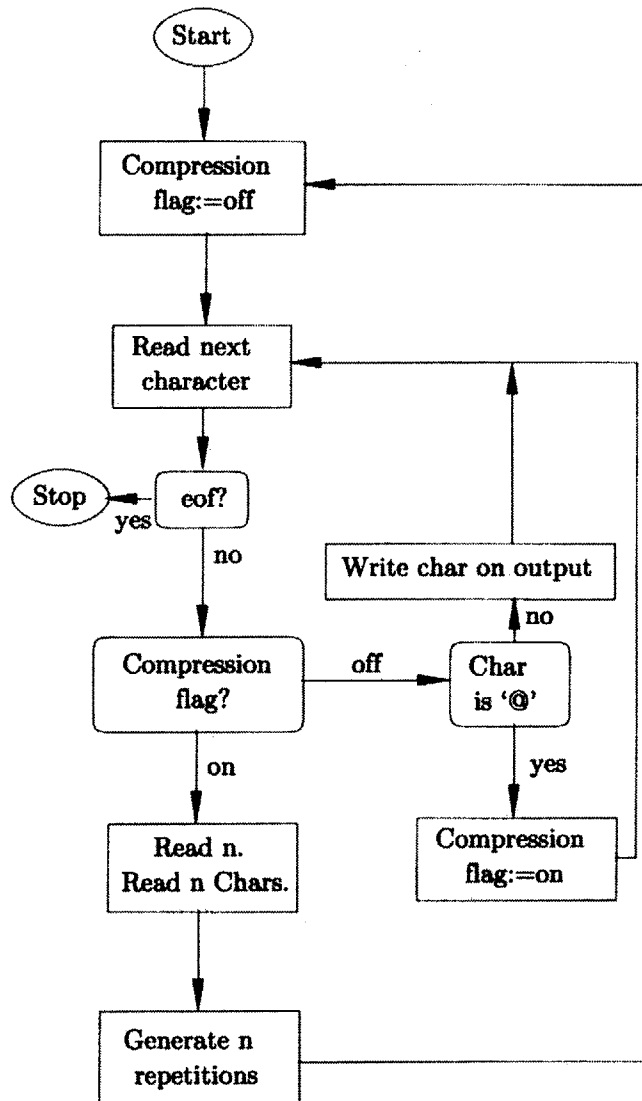 Start
Compression
flag:=off
Read next
character
eof?
Stop
yes
no
Write char on output
no
Compression
flag?
off
Char
is ‘@’
on
yes
Read n.
Read n Chars.
Compression
flag:=on
Generate n
repetitions